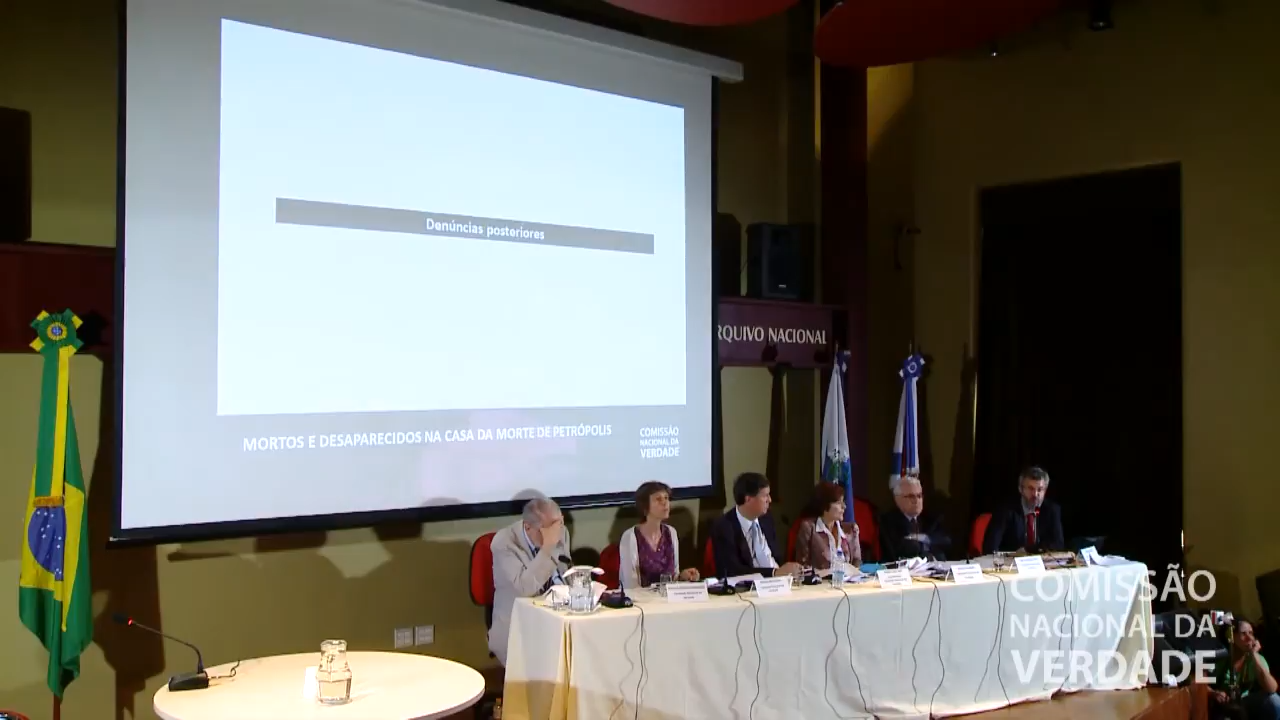 Denúncias posteriores
MORTOS E DESAPARECIDOS NA CASA DA MORTE DE PETRÓPOLIS
COMISSÃO
NACIONAL DA
VERDADE
RQUIVO NACIONAL
COMISSÃO
NACIONAL DA
VERDADE